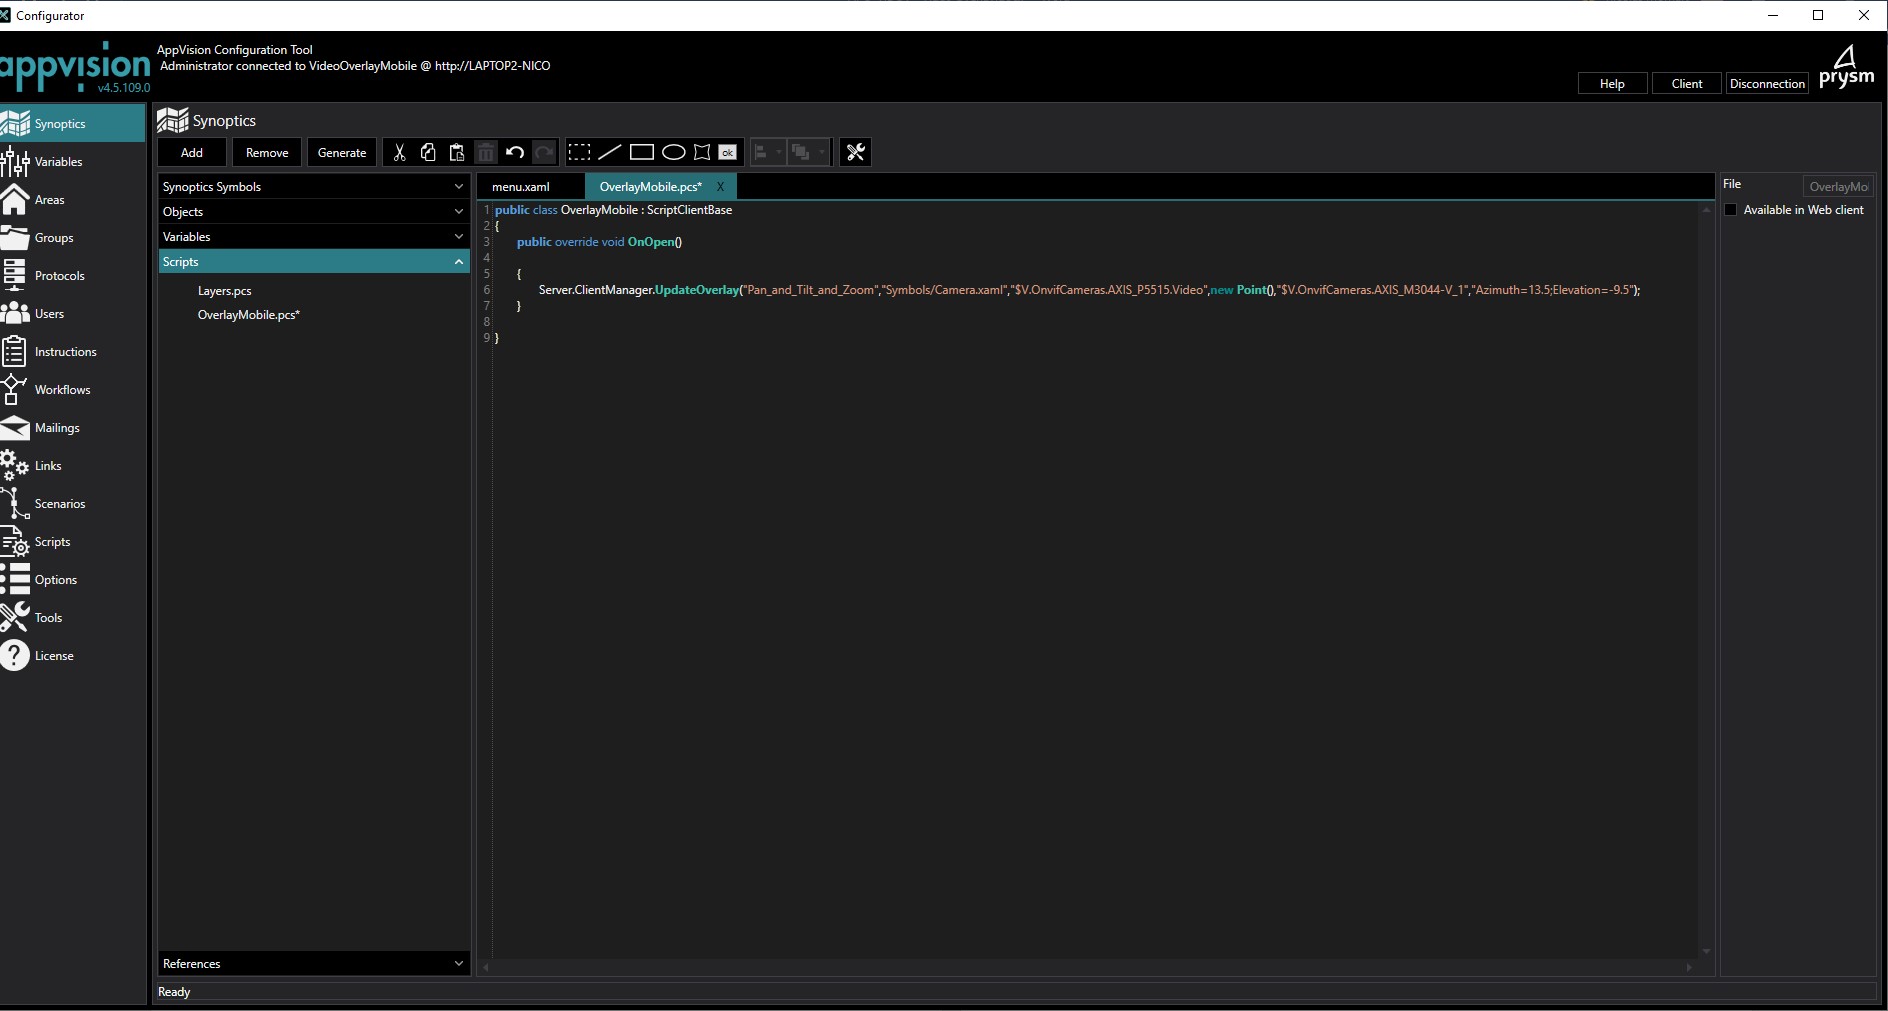 Configurator
appvision
v4.5.109.0
AppVision Configuration Tool
Administrator connected to VideoOverlayMobile @ http://LAPTOP2-NICO
Help
Client
Disconnection
prysm
Synoptics
Variables
Areas
Groups
Protocols
Users
Instructions
Workflows
Mailings
Links
Scenarios
Scripts
Options
Tools
License
Synoptics
Add
Remove
Generate
ok
Synoptics Symbols
Objects
Variables
Scripts
Layers.pcs
OverlayMobile.pcs*
References
menu.xaml
OverlayMobile.pcs* X
1 public class OverlayMobile : ScriptClientBase
2 {
3 public override void OnOpen()
4
5 {
6 Server.ClientManager.UpdateOverlay("Pan_and_Tilt_and_Zoom","Symbols/Camera.xaml","$V.OnvifCameras.AXIS_P5515.Video",new Point(),"$V.OnvifCameras.AXIS_M3044-V_1","Azimuth=13.5;Elevation=-9.5");
7 }
8
9 }
File
OverlayMo
Available in Web client
Ready